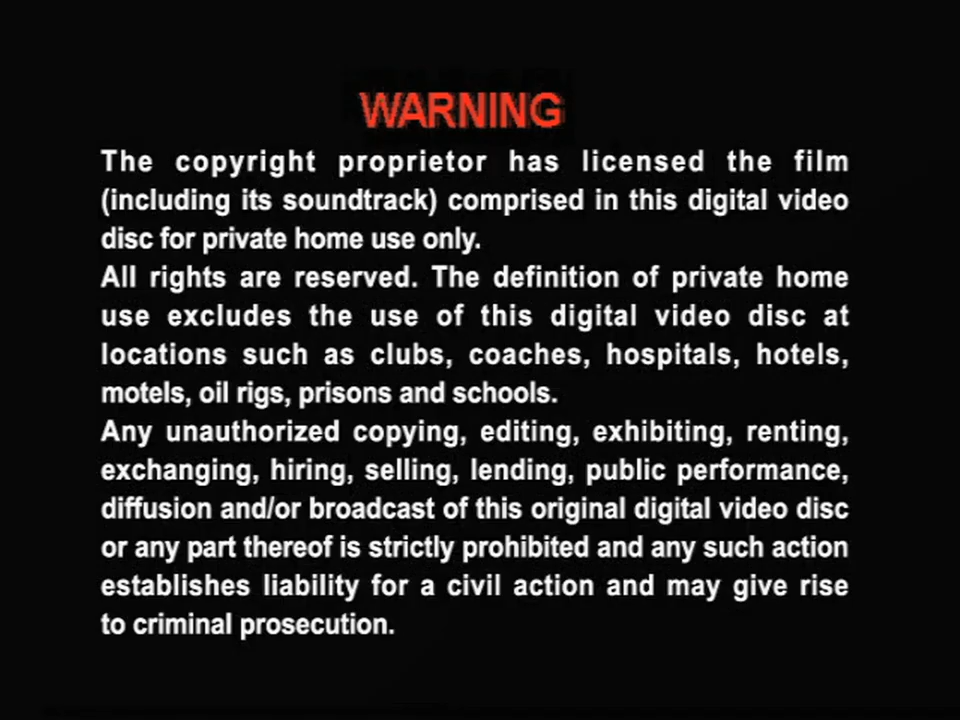 WARNING
The copyright proprietor has licensed the film
(including its soundtrack) comprised in this digital video
disc for private home use only.
All rights are reserved. The definition of private home
use excludes the use of this digital video disc at
locations such as clubs, coaches, hospitals, hotels,
motels, oil rigs, prisons and schools.
Any unauthorized copying, editing, exhibiting, renting,
exchanging, hiring, selling, lending, public performance,
diffusion and/or broadcast of this original digital video disc
or any part thereof is strictly prohibited and any such action
establishes liability for a civil action and may give rise
to criminal prosecution.